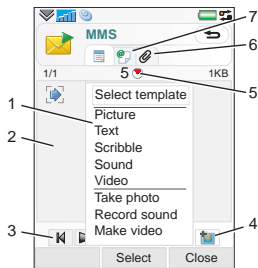 7
MMS
6
1/1
5
1KB
5
1
Select template
Picture
Text
2
Scribble
Sound
Video
Take photo
Record sound
3
Make video
4
Select
Close